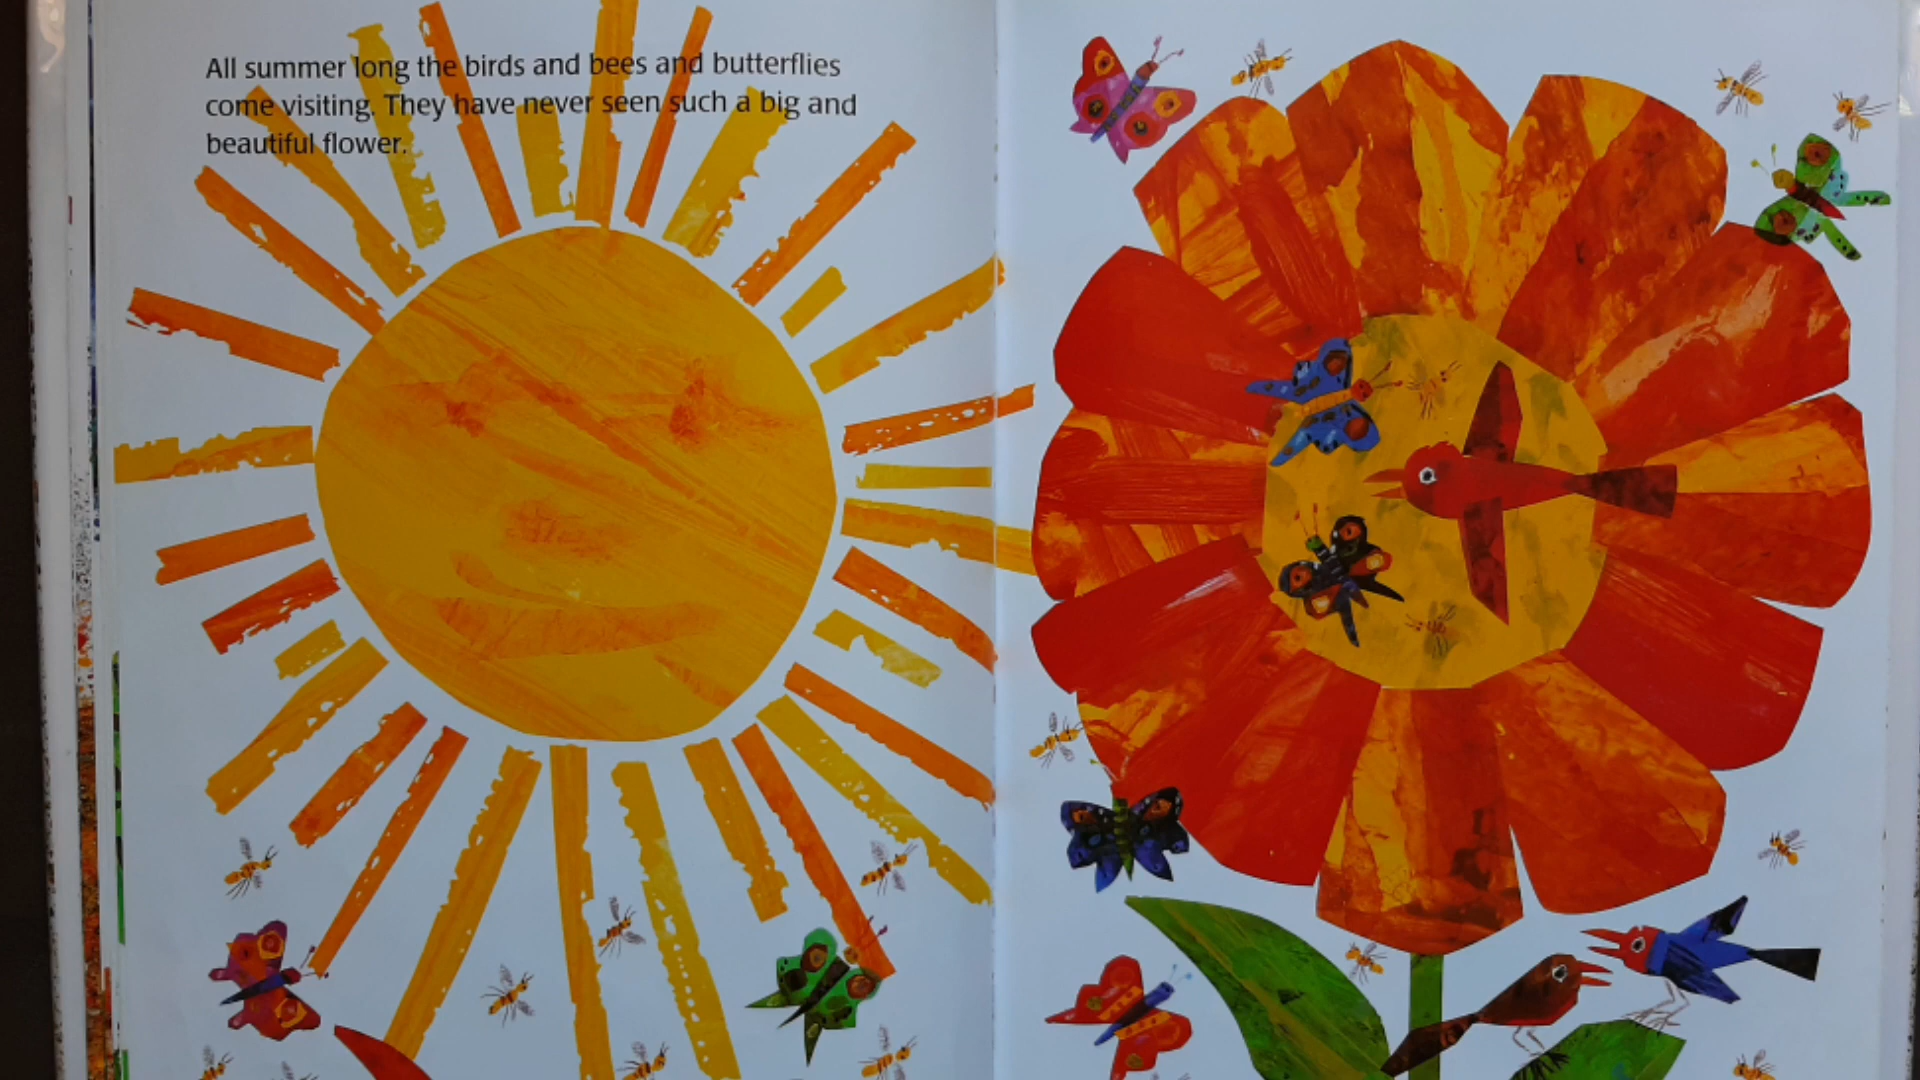 All summer long the birds and bees and butterflies
come visiting. They have never seen such a big and
beautiful flower.